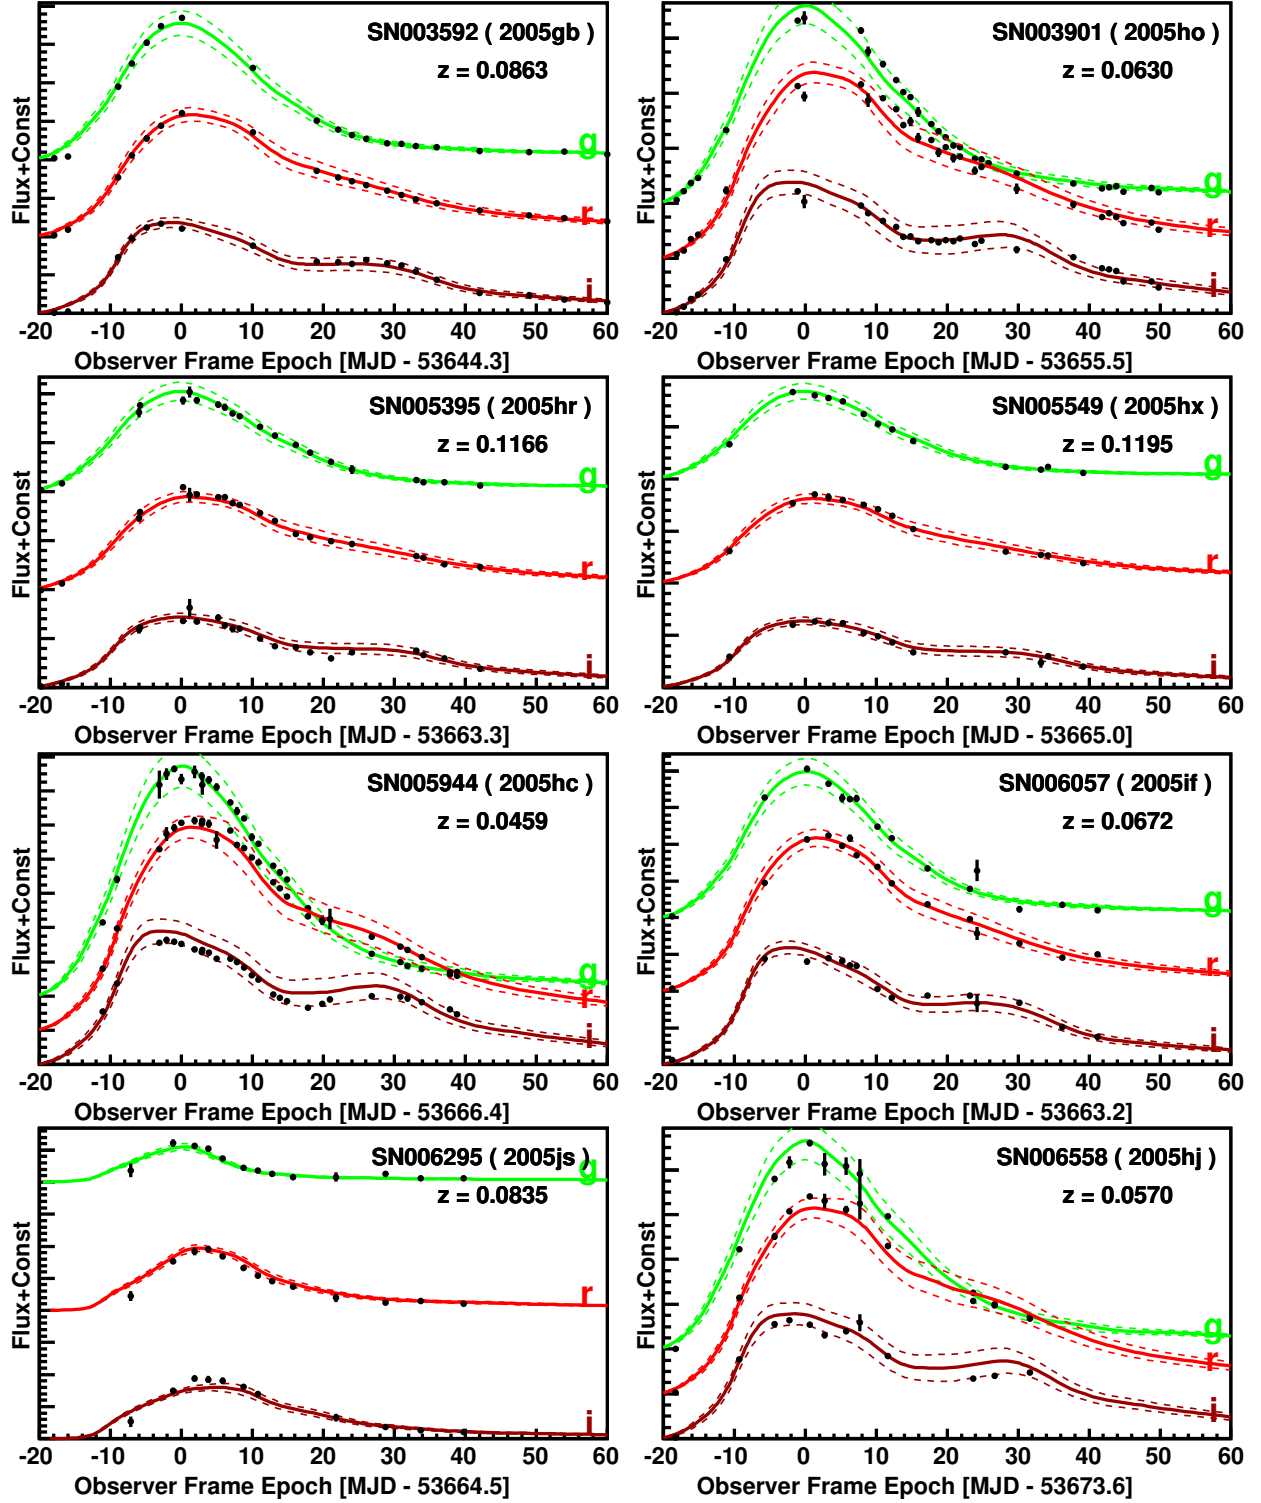 SN003592 ( 2005gb )
z = 0.0863
Flux+Const
g
r
i
-20 -10 0 10 20 30 40 50 60
Observer Frame Epoch [MJD - 53644.3]
SN003901 ( 2005ho )
z = 0.0630
Flux+Const
g
r
i
-20 -10 0 10 20 30 40 50 60
Observer Frame Epoch [MJD - 53655.5]
SN005395 ( 2005hr )
z = 0.1166
Flux+Const
g
r
i
-20 -10 0 10 20 30 40 50 60
Observer Frame Epoch [MJD - 53663.3]
SN005549 ( 2005hx )
z = 0.1195
Flux+Const
g
r
i
-20 -10 0 10 20 30 40 50 60
Observer Frame Epoch [MJD - 53665.0]
SN005944 ( 2005hc )
z = 0.0459
Flux+Const
g
r
i
-20 -10 0 10 20 30 40 50 60
Observer Frame Epoch [MJD - 53666.4]
SN006057 ( 2005if )
z = 0.0672
Flux+Const
g
r
i
-20 -10 0 10 20 30 40 50 60
Observer Frame Epoch [MJD - 53663.2]
SN006295 ( 2005js )
z = 0.0835
Flux+Const
g
r
i
-20 -10 0 10 20 30 40 50 60
Observer Frame Epoch [MJD - 53664.5]
SN006558 ( 2005hj )
z = 0.0570
Flux+Const
g
r
i
-20 -10 0 10 20 30 40 50 60
Observer Frame Epoch [MJD - 53673.6]